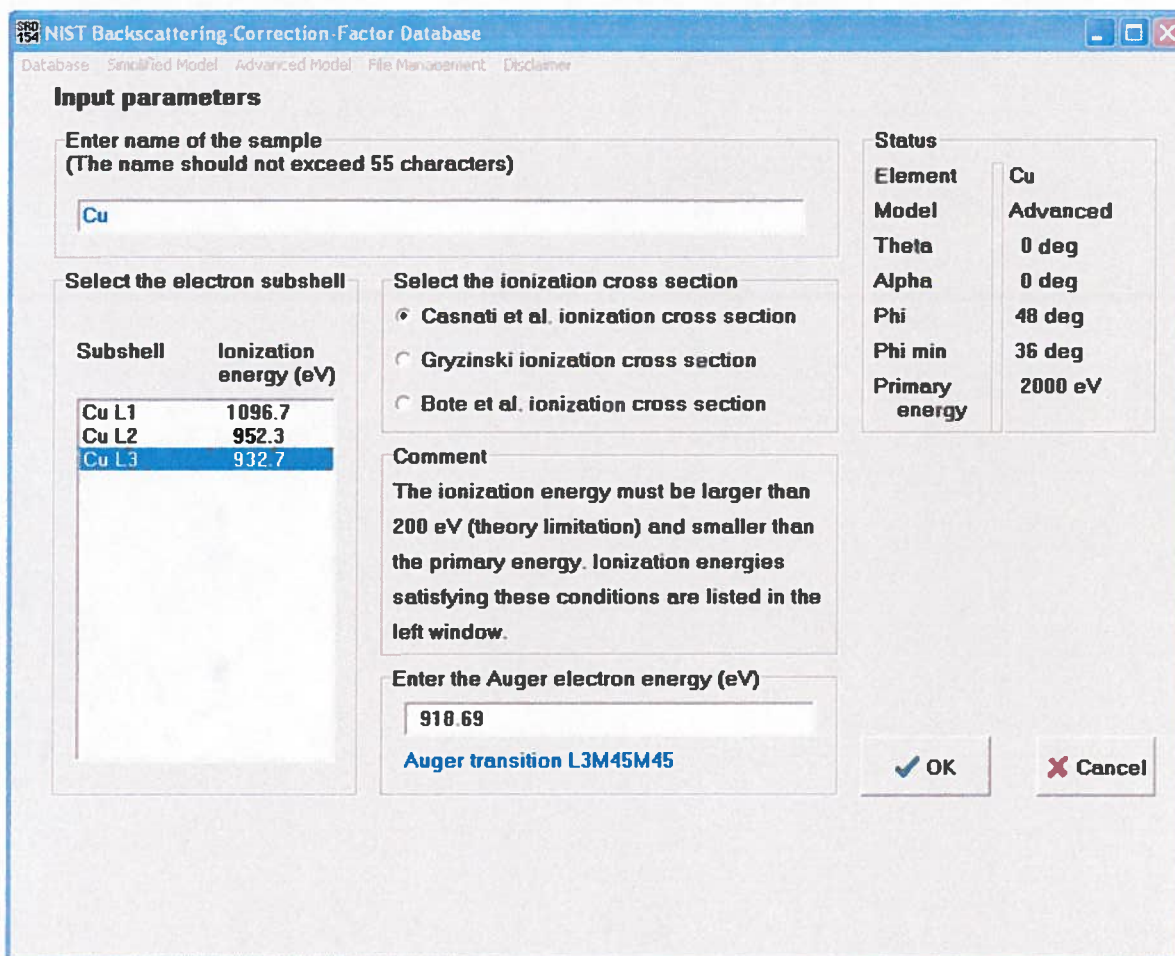 SRD 154 NIST Backscattering-Correction-Factor Database
Database Simplified Model Advanced Model File Management Disclaimer
Input parameters
Enter name of the sample
(The name should not exceed 55 characters)
Cu
Status
Element Cu
Model Advanced
Theta 0 deg
Alpha 0 deg
Phi 48 deg
Phi min 36 deg
Primary energy 2000 eV
Select the electron subshell
Subshell Ionization energy (eV)
Cu L1 1096.7
Cu L2 952.3
Cu L3 932.7
Select the ionization cross section
Casnati et al. ionization cross section
Gryzinski ionization cross section
Bote et al. ionization cross section
Comment
The ionization energy must be larger than
200 eV (theory limitation) and smaller than
the primary energy. Ionization energies
satisfying these conditions are listed in the
left window.
Enter the Auger electron energy (eV)
918.69
Auger transition L3M45M45
OK
Cancel